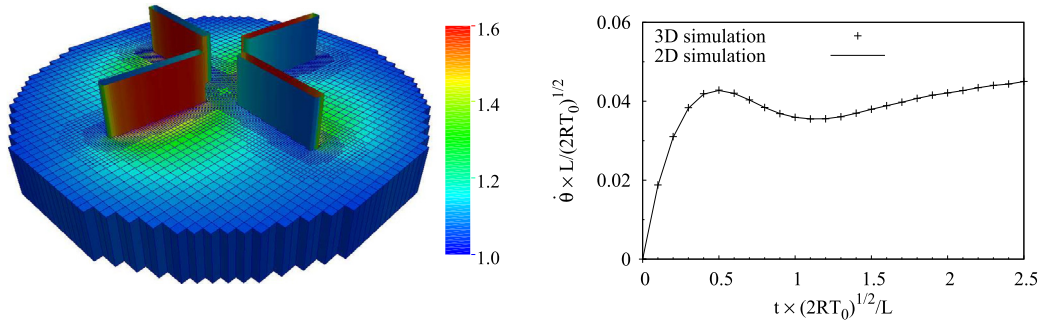 1.6
1.4
1.2
1.0
3D simulation
2D simulation
0.06
0.04
0.02
0
θ̇ × L/(2RT₀)^1/2
0 0.5 1 1.5 2 2.5
t × (2RT₀)^1/2/L